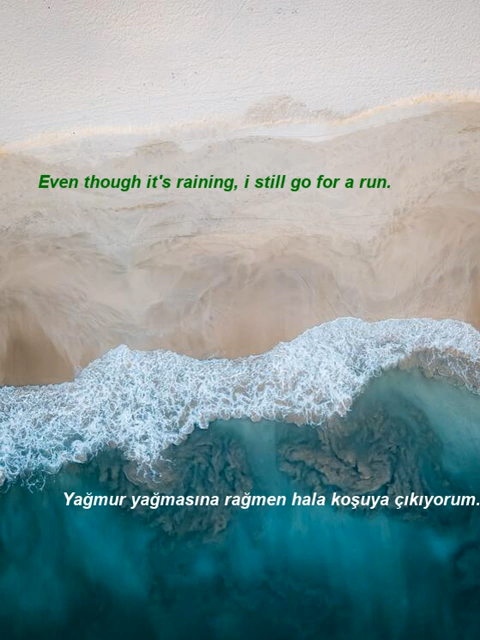 Even though it's raining, i still go for a run.
Yağmur yağmasına rağmen hala koşuya çıkıyorum.